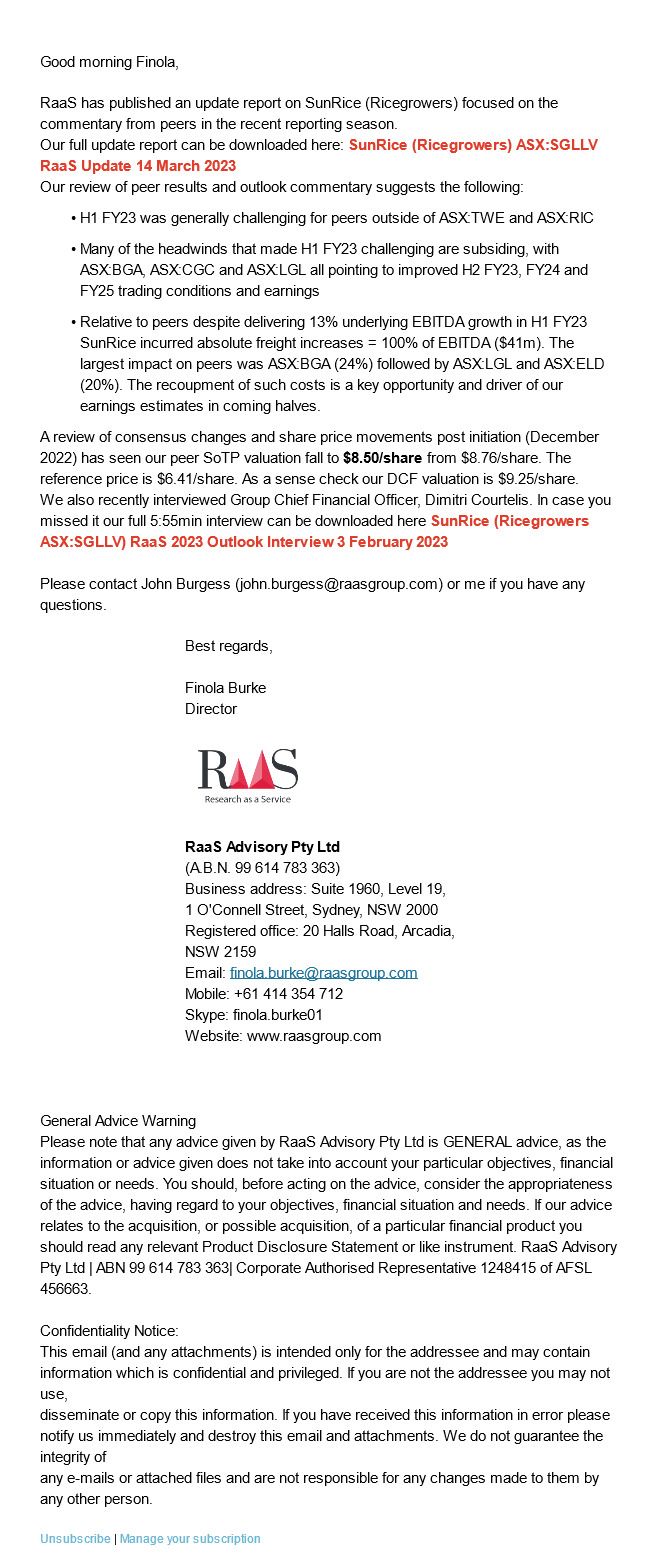 Good morning Finola,
RaaS has published an update report on SunRice (Ricegrowers) focused on the
commentary from peers in the recent reporting season.
Our full update report can be downloaded here: SunRice (Ricegrowers) ASX:SGLLV
RaaS Update 14 March 2023
Our review of peer results and outlook commentary suggests the following:
• H1 FY23 was generally challenging for peers outside of ASX:TWE and ASX:RIC
• Many of the headwinds that made H1 FY23 challenging are subsiding, with
ASX:BGA, ASX:CGC and ASX:LGL all pointing to improved H2 FY23, FY24 and
FY25 trading conditions and earnings
• Relative to peers despite delivering 13% underlying EBITDA growth in H1 FY23
SunRice incurred absolute freight increases = 100% of EBITDA ($41m). The
largest impact on peers was ASX:BGA (24%) followed by ASX:LGL and ASX:ELD
(20%). The recoupment of such costs is a key opportunity and driver of our
earnings estimates in coming halves.
A review of consensus changes and share price movements post initiation (December
2022) has seen our peer SoTP valuation fall to $8.50/share from $8.76/share. The
reference price is $6.41/share. As a sense check our DCF valuation is $9.25/share.
We also recently interviewed Group Chief Financial Officer, Dimitri Courtelis. In case you
missed it our full 5:55min interview can be downloaded here SunRice (Ricegrowers
ASX:SGLLV) RaaS 2023 Outlook Interview 3 February 2023
Please contact John Burgess (john.burgess@raasgroup.com) or me if you have any
questions.
Best regards,
Finola Burke
Director
RAAS
Research as a Service
RaaS Advisory Pty Ltd
(A.B.N. 99 614 783 363)
Business address: Suite 1960, Level 19,
1 O'Connell Street, Sydney, NSW 2000
Registered office: 20 Halls Road, Arcadia,
NSW 2159
Email: finola.burke@raasgroup.com
Mobile: +61 414 354 712
Skype: finola.burke01
Website: www.raasgroup.com
General Advice Warning
Please note that any advice given by RaaS Advisory Pty Ltd is GENERAL advice, as the
information or advice given does not take into account your particular objectives, financial
situation or needs. You should, before acting on the advice, consider the appropriateness
of the advice, having regard to your objectives, financial situation and needs. If our advice
relates to the acquisition, or possible acquisition, of a particular financial product you
should read any relevant Product Disclosure Statement or like instrument. RaaS Advisory
Pty Ltd | ABN 99 614 783 363| Corporate Authorised Representative 1248415 of AFSL
456663.
Confidentiality Notice:
This email (and any attachments) is intended only for the addressee and may contain
information which is confidential and privileged. If you are not the addressee you may not
use,
disseminate or copy this information. If you have received this information in error please
notify us immediately and destroy this email and attachments. We do not guarantee the
integrity of
any e-mails or attached files and are not responsible for any changes made to them by
any other person.
Unsubscribe | Manage your subscription